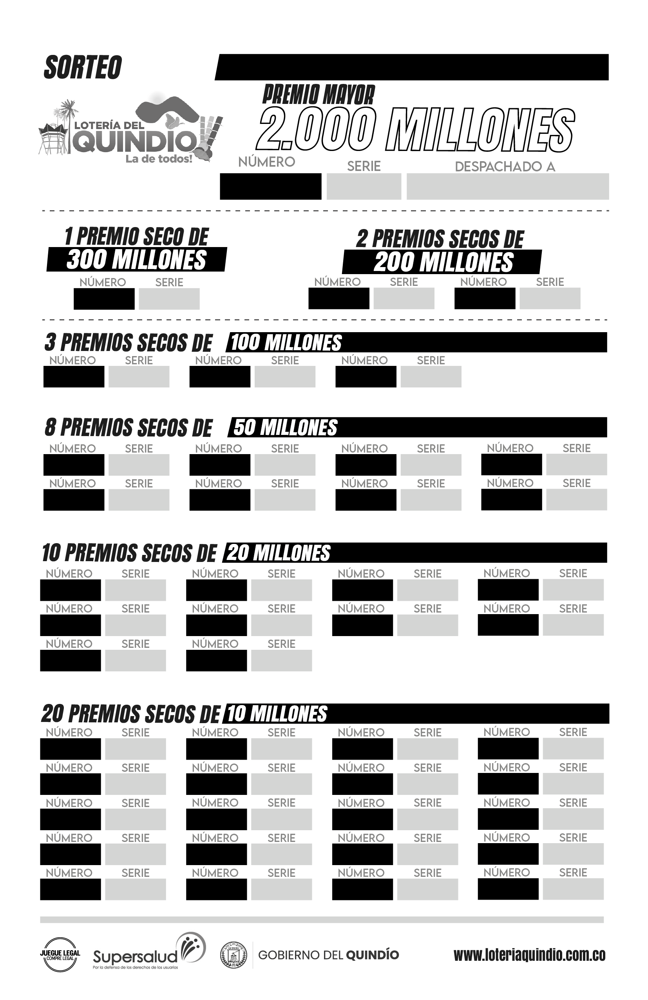 SORTEO
PREMIO MAYOR
2.000 MILLONES
LOTERÍA DEL
QUINDIO
La de todos!
NÚMERO SERIE DESPACHADO A
1 PREMIO SECO DE
300 MILLONES
NÚMERO SERIE
2 PREMIOS SECOS DE
200 MILLONES
NÚMERO SERIE NÚMERO SERIE
3 PREMIOS SECOS DE 100 MILLONES
NÚMERO SERIE NÚMERO SERIE NÚMERO SERIE
8 PREMIOS SECOS DE 50 MILLONES
NÚMERO SERIE NÚMERO SERIE NÚMERO SERIE NÚMERO SERIE
NÚMERO SERIE NÚMERO SERIE NÚMERO SERIE NÚMERO SERIE
10 PREMIOS SECOS DE 20 MILLONES
NÚMERO SERIE NÚMERO SERIE NÚMERO SERIE NÚMERO SERIE
NÚMERO SERIE NÚMERO SERIE NÚMERO SERIE NÚMERO SERIE
NÚMERO SERIE NÚMERO SERIE
20 PREMIOS SECOS DE 10 MILLONES
NÚMERO SERIE NÚMERO SERIE NÚMERO SERIE NÚMERO SERIE
NÚMERO SERIE NÚMERO SERIE NÚMERO SERIE NÚMERO SERIE
NÚMERO SERIE NÚMERO SERIE NÚMERO SERIE NÚMERO SERIE
NÚMERO SERIE NÚMERO SERIE NÚMERO SERIE NÚMERO SERIE
NÚMERO SERIE NÚMERO SERIE NÚMERO SERIE NÚMERO SERIE
JUEGUE LEGAL
COMPRE LEGAL
Supersalud
Por la defensa de los derechos de los usuarios
QUINDÍO
GOBIERNO DEL QUINDÍO
www.loteriaquindio.com.co